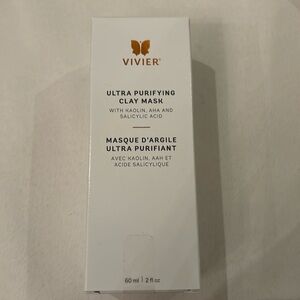 VIVIER®
ULTRA PURIFYING
CLAY MASK
WITH KAOLIN, AHA AND
SALICYLIC ACID
MASQUE D'ARGILE
ULTRA PURIFIANT
AVEC KAOLIN, AAH ET
ACIDE SALICYLIQUE
60 ml | 2 fl oz